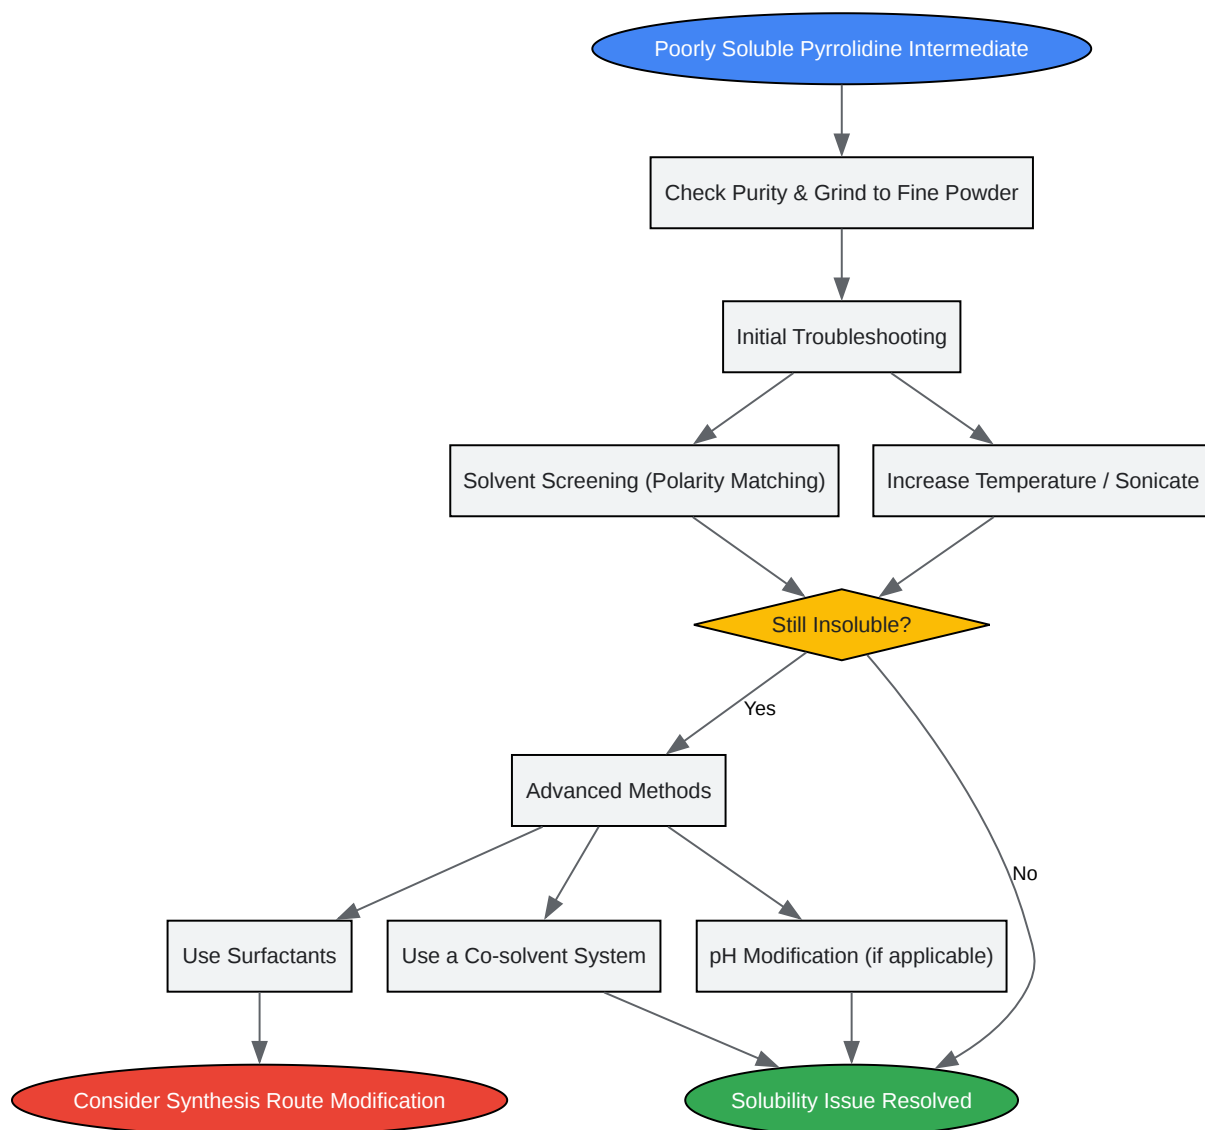 Poorly Soluble Pyrrolidine Intermediate
Check Purity & Grind to Fine Powder
Initial Troubleshooting
Solvent Screening (Polarity Matching)
Increase Temperature / Sonicate
Still Insoluble?
Yes
Advanced Methods
No
Use Surfactants
Use a Co-solvent System
pH Modification (if applicable)
Consider Synthesis Route Modification
Solubility Issue Resolved